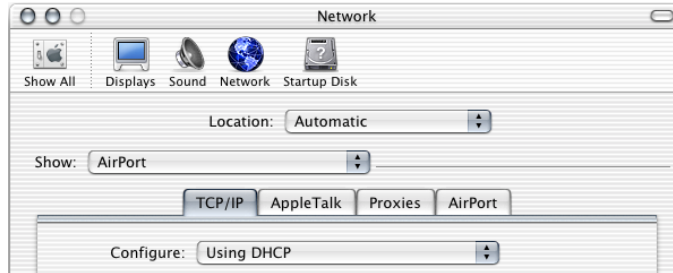 Network
Show All Displays Sound Network Startup Disk
Location: Automatic
Show: AirPort
TCP/IP AppleTalk Proxies AirPort
Configure: Using DHCP